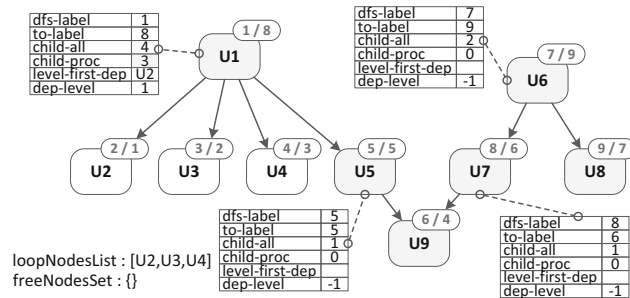 dfs-label 1
to-label 8
child-all 4
child-proc 3
level-first-dep U2
dep-level 1
1 / 8
U1
dfs-label 7
to-label 9
child-all 2
child-proc 0
level-first-dep
dep-level -1
7 / 9
U6
2 / 1
U2
3 / 2
U3
4 / 3
U4
5 / 5
U5
8 / 6
U7
9 / 7
U8
6 / 4
U9
dfs-label 5
to-label 5
child-all 1
child-proc 0
level-first-dep
dep-level -1
dfs-label 8
to-label 6
child-all 1
child-proc 0
level-first-dep
dep-level -1
loopNodesList : [U2,U3,U4]
freeNodesSet : {}